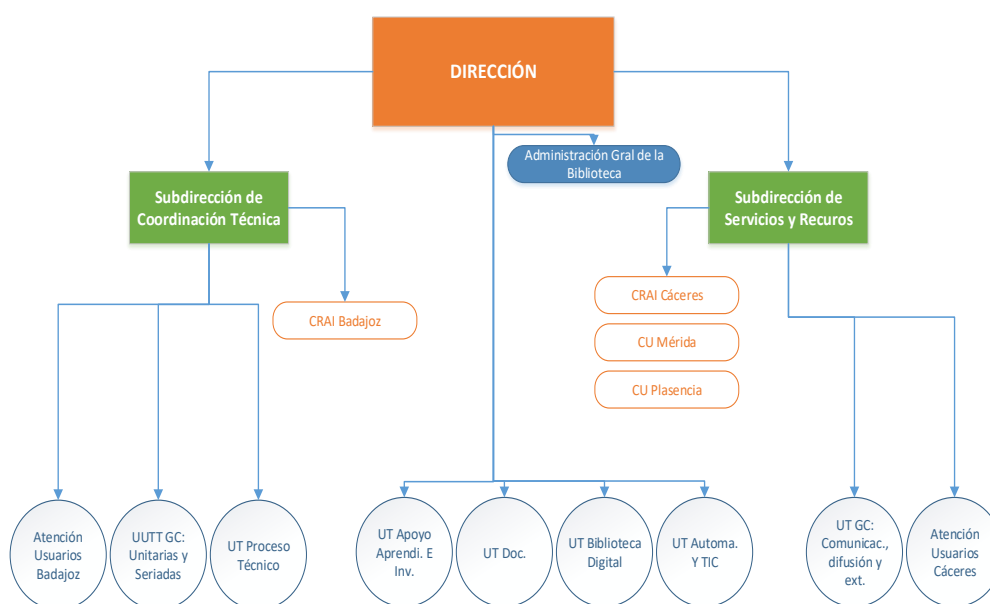 DIRECCIÓN
Administración Gral de la
Biblioteca
Subdirección de
Coordinación Técnica
Subdirección de
Servicios y Recuros
CRAI Badajoz
CRAI Cáceres
CU Mérida
CU Plasencia
Atención
Usuarios
Badajoz
UUTT GC:
Unitarias y
Seriadas
UT Proceso
Técnico
UT Apoyo
Aprendi. E
Inv.
UT Doc.
UT Biblioteca
Digital
UT Automa.
Y TIC
UT GC:
Comunicac.,
difusión y
ext.
Atención
Usuarios
Cáceres